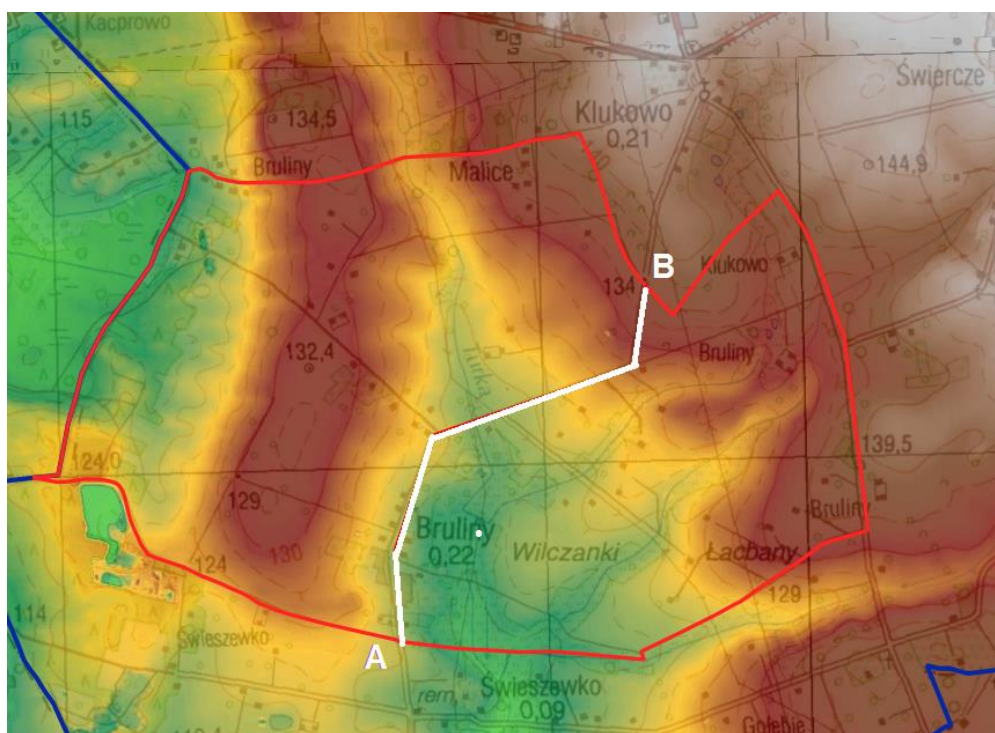 Kacprowo
115
134,5
Klukowo
0,21
Świercze
Bruliny
Malice
144,9
B
134
Klukowo
132,4
Turka
Bruliny
124,0
139,5
129
Bruliny
0,22
Wilczanki
Łacbany
Bruliny
130
124
129
114
Świeszewko
A
rem.
Świeszewko
0,09
Gołębie